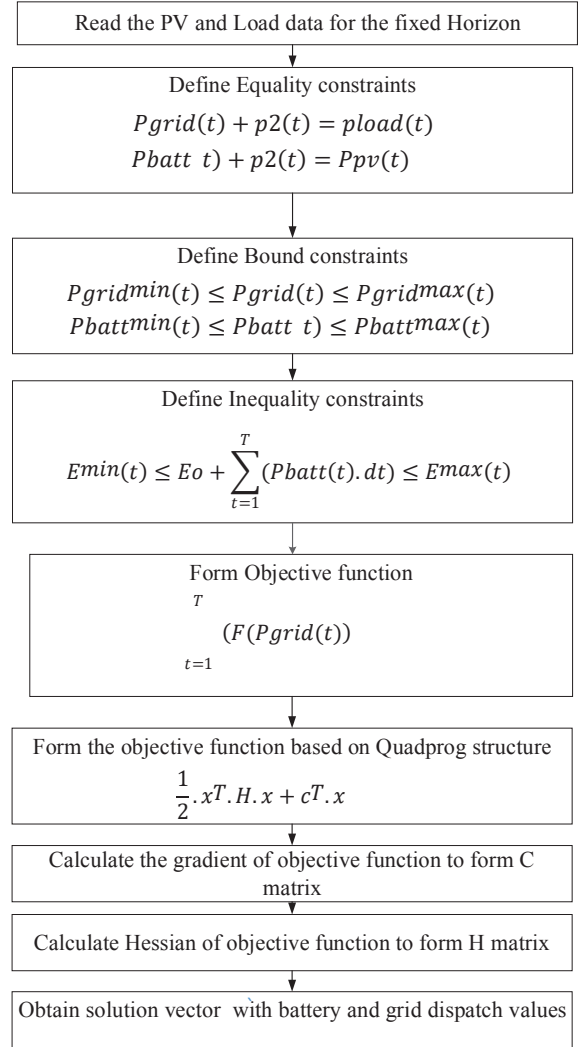 Read the PV and Load data for the fixed Horizon
Define Equality constraints
Pgrid(t) + p2(t) = pload(t)
Pbatt t) + p2(t) = Ppv(t)
Define Bound constraints
Pgrid^min(t) ≤ Pgrid(t) ≤ Pgrid^max(t)
Pbatt^min(t) ≤ Pbatt t) ≤ Pbatt^max(t)
Define Inequality constraints
T
E^min(t) ≤ Eo + ∑(Pbatt(t).dt) ≤ E^max(t)
t=1
Form Objective function
T
(F(Pgrid(t))
t=1
Form the objective function based on Quadprog structure
1/2 .x^T.H.x + c^T.x
Calculate the gradient of objective function to form C
matrix
Calculate Hessian of objective function to form H matrix
Obtain solution vector with battery and grid dispatch values